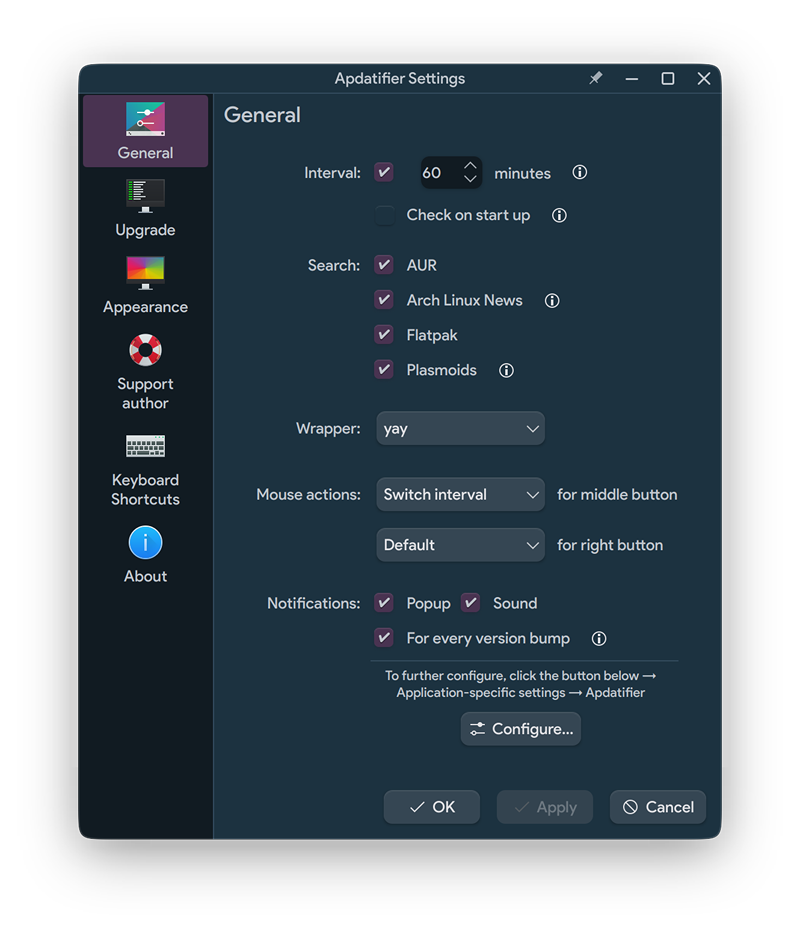 Apdatifier Settings
General
Upgrade
Appearance
Support
author
Keyboard
Shortcuts
About
General
Interval: 60 minutes
Check on start up
Search: AUR
Arch Linux News
Flatpak
Plasmoids
Wrapper: yay
Mouse actions: Switch interval for middle button
Default for right button
Notifications: Popup Sound
For every version bump
To further configure, click the button below →
Application-specific settings → Apdatifier
Configure...
OK Apply Cancel